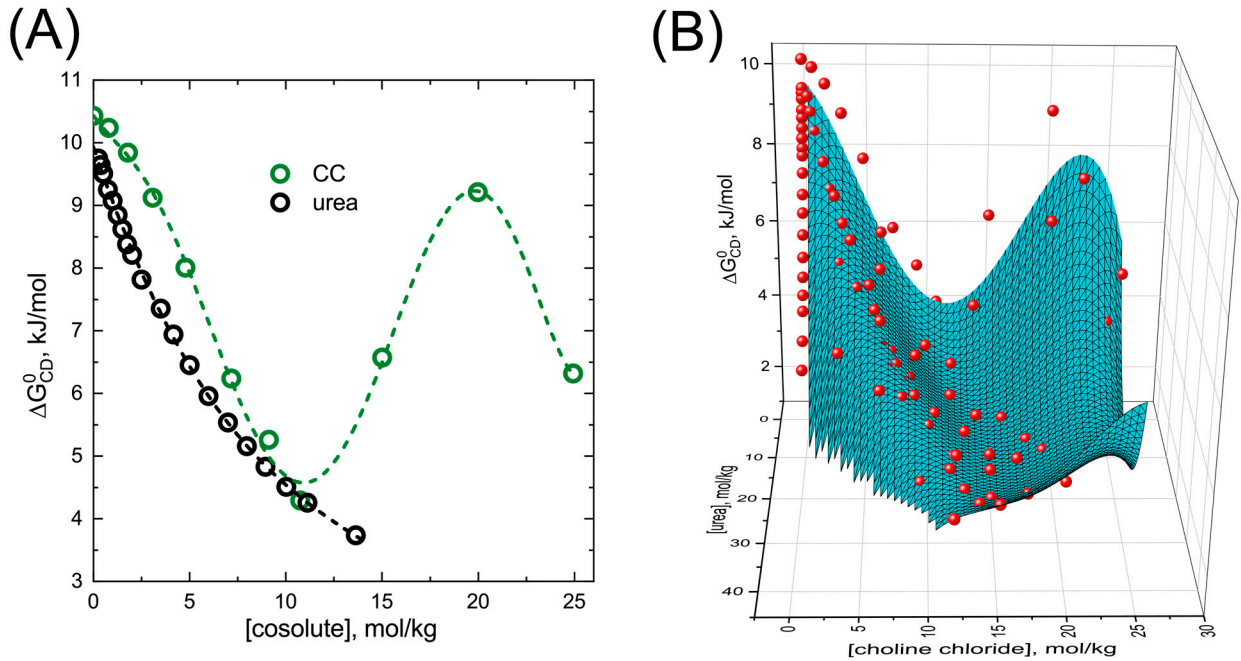 (A)
11
10
9
8
7
6
5
4
3
ΔG⁰CD, kJ/mol
CC
urea
0 5 10 15 20 25
[cosolute], mol/kg
(B)
10
8
6
4
2
ΔG⁰CD, kJ/mol
0
10
20
30
40
[urea], mol/kg
0 5 10 15 20 25 30
[choline chloride], mol/kg